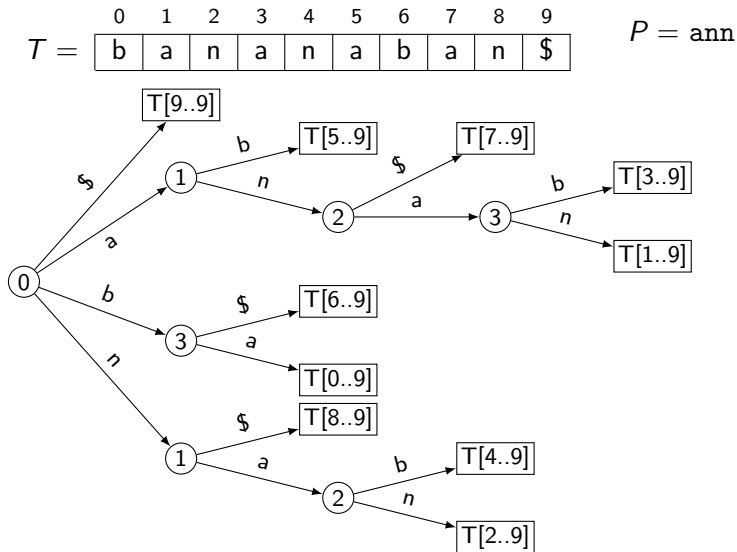 0 1 2 3 4 5 6 7 8 9
T = b a n a n a b a n $
P = ann
T[9..9]
$
a
b
n
0
1
b
n
T[5..9]
2
$
a
T[7..9]
3
b
n
T[3..9]
T[1..9]
3
$
a
T[6..9]
T[0..9]
1
$
a
T[8..9]
2
b
n
T[4..9]
T[2..9]